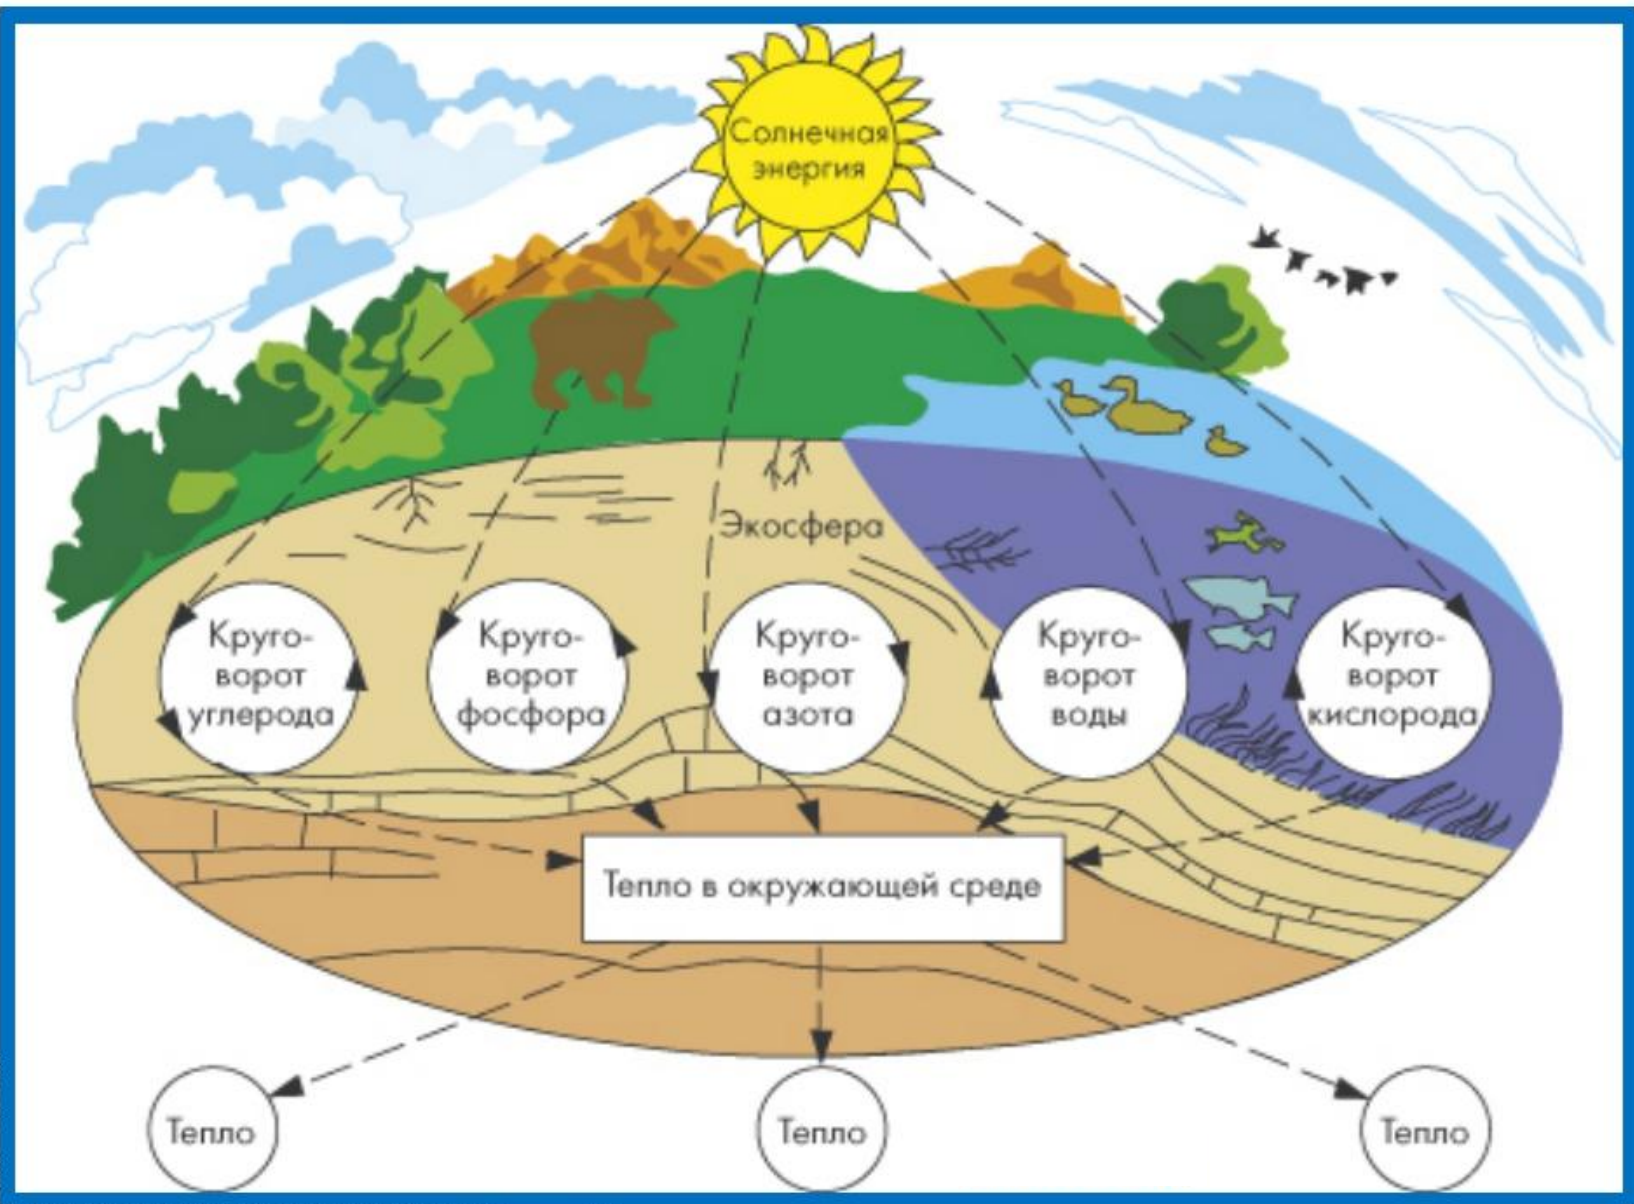 Солнечная
энергия
Экосфера
Круго-
ворот
углерода
Круго-
ворот
фосфора
Круго-
ворот
азота
Круго-
ворот
воды
Круго-
ворот
кислорода
Тепло в окружающей среде
Тепло
Тепло
Тепло